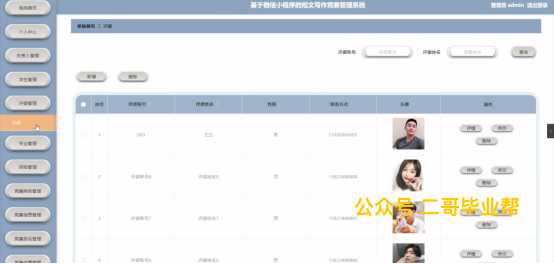 基于微信小程序的短文写作竞赛管理系统
管理员 admin 退出登录
系统首页
个人中心
负责人管理
学生管理
评委管理
评委
专业管理
班级管理
竞赛类别管理
竞赛信息管理
竞赛报名管理
系统首页 评委
评委账号 评委账号 评委姓名 评委姓名 查询
新增 删除
序号 评委账号 评委姓名 性别 联系方式 头像 操作
1 003 王五 男 详情 修改
删除
2 评委账号8 评委姓名8 男 13823888888 详情 修改
删除
3 评委账号7 评委姓名7 男 13823888887 详情 修改
删除
4 评委账号6 评委姓名6 男 13823888886 详情 修改
公众号 二哥毕业帮